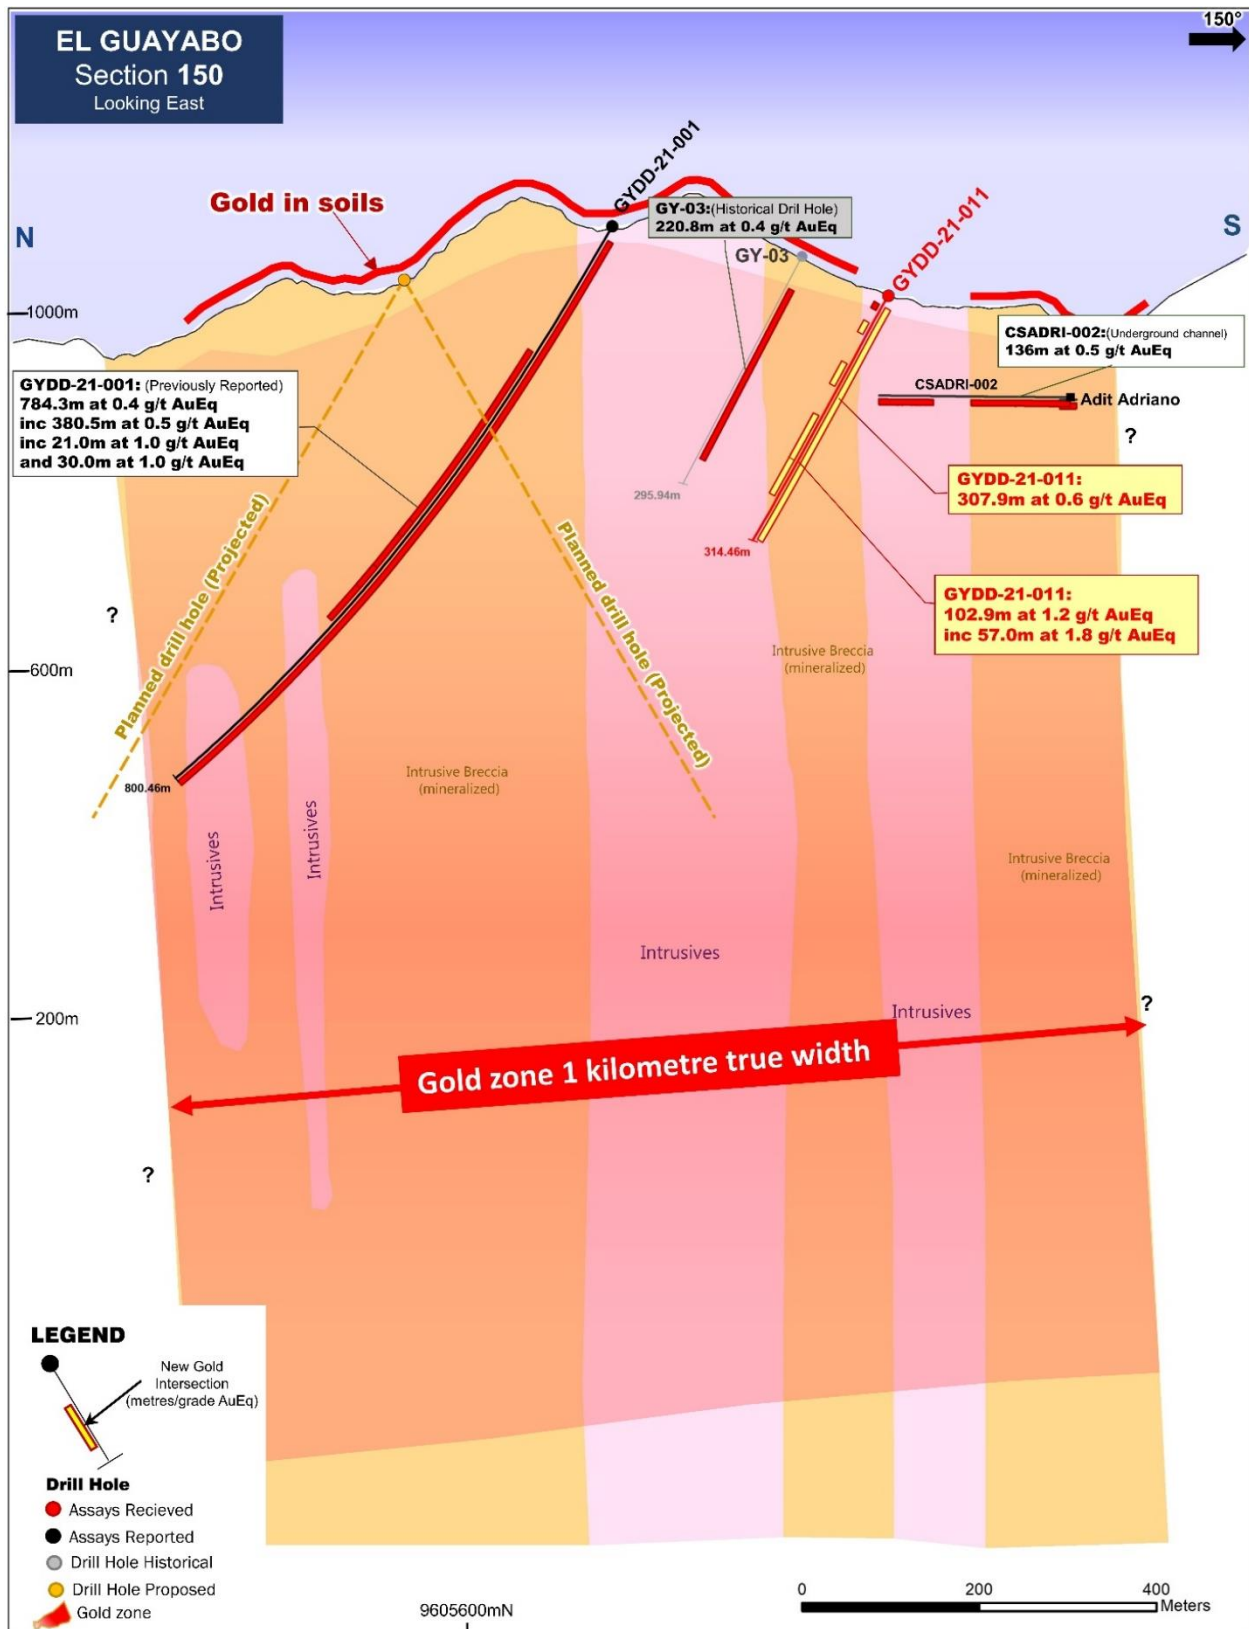 EL GUAYABO
Section 150
Looking East
150°
N
S
Gold in soils
GYDD-21-001
GY-03:(Historical Dril Hole)
220.8m at 0.4 g/t AuEq
GY-03
GYDD-21-011
1000m
CSADRI-002:(Underground channel)
136m at 0.5 g/t AuEq
CSADRI-002
Adit Adriano
GYDD-21-001: (Previously Reported)
784.3m at 0.4 g/t AuEq
inc 380.5m at 0.5 g/t AuEq
inc 21.0m at 1.0 g/t AuEq
and 30.0m at 1.0 g/t AuEq
?
GYDD-21-011:
307.9m at 0.6 g/t AuEq
295.94m
314.46m
GYDD-21-011:
102.9m at 1.2 g/t AuEq
inc 57.0m at 1.8 g/t AuEq
?
Planned drill hole (Projected)
Planned drill hole (Projected)
600m
Intrusive Breccia
(mineralized)
800.46m
Intrusive Breccia
(mineralized)
Intrusives
Intrusives
Intrusive Breccia
(mineralized)
Intrusives
200m
Intrusives
?
Gold zone 1 kilometre true width
?
LEGEND
New Gold
Intersection
(metres/grade AuEq)
Drill Hole
Assays Recieved
Assays Reported
Drill Hole Historical
Drill Hole Proposed
Gold zone
9605600mN
0 200 400
Meters